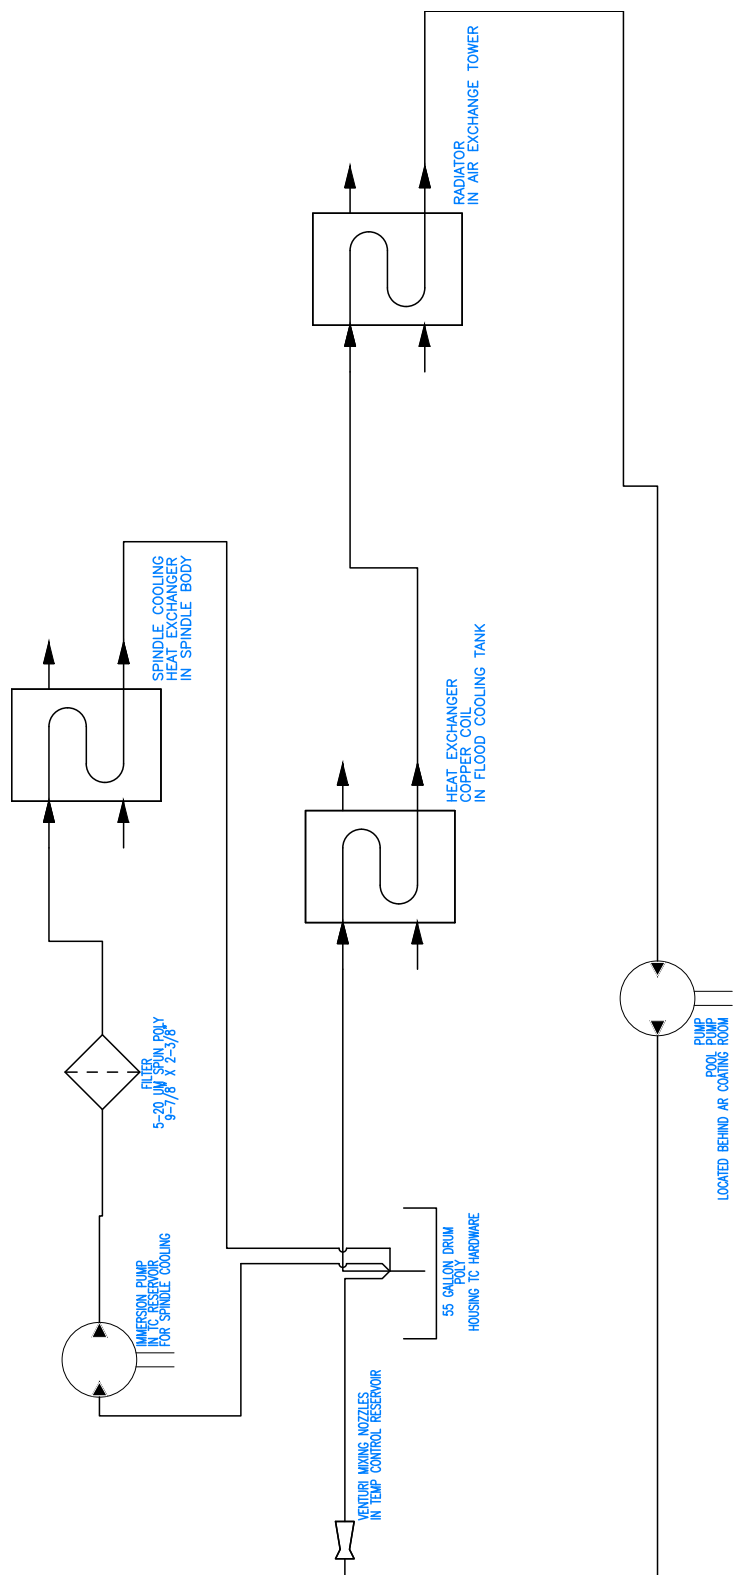 RADIATOR
IN AIR EXCHANGE TOWER
SPINDLE COOLING
HEAT EXCHANGER
IN SPINDLE BODY
HEAT EXCHANGER
COPPER COIL
IN FLOOD COOLING TANK
FILTER
5-20 UM SPUN POLY
9-7/8" X 2-3/8"
PUMP
POOL PUMP
LOCATED BEHIND AR COATING ROOM
IMMERSION PUMP
IN TC RESERVOIR
FOR SPINDLE COOLING
55 GALLON DRUM
POLY
HOUSING TC HARDWARE
VENTURI MIXING NOZZLES
IN TEMP CONTROL RESERVOIR